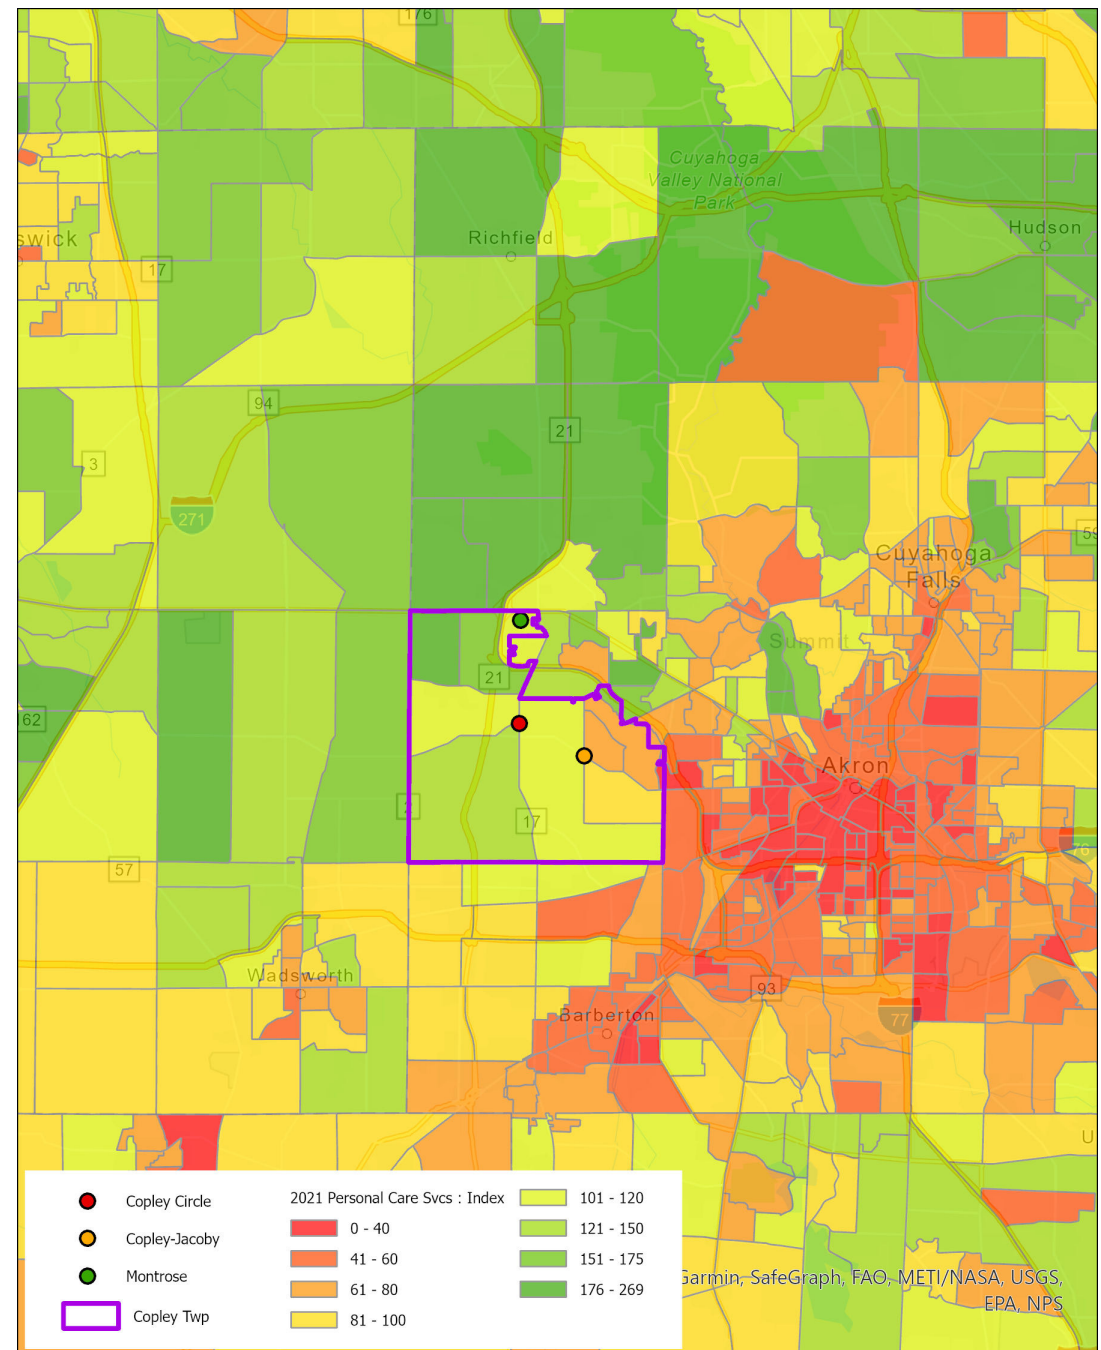 176
Cuyahoga
Valley National
Park
Richfield
Hudson
swick
17
94
21
3
271
59
Cuyahoga
Falls
Summit
21
62
Akron
2
17
76
57
Wadsworth
93
Barberton
77
U
Copley Circle
Copley-Jacoby
Montrose
Copley Twp
2021 Personal Care Svcs : Index
0 - 40
41 - 60
61 - 80
81 - 100
101 - 120
121 - 150
151 - 175
176 - 269
Garmin, SafeGraph, FAO, METI/NASA, USGS,
EPA, NPS